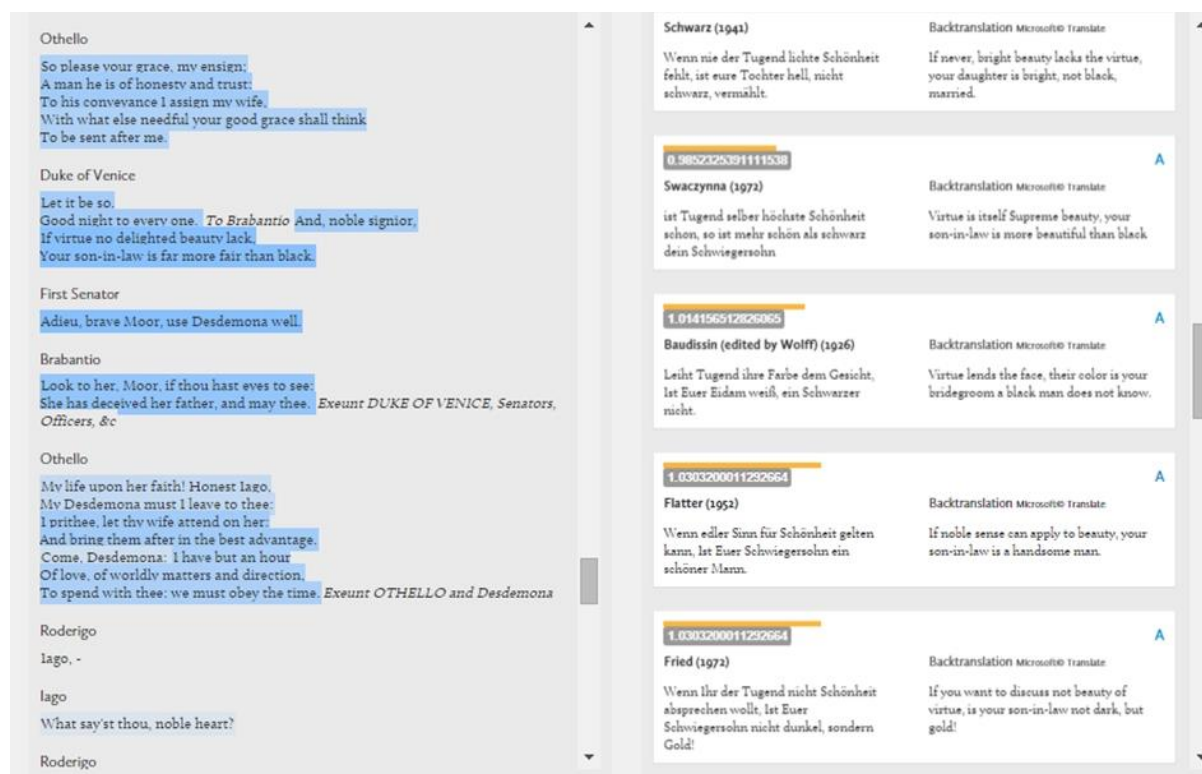 Othello
So please your grace, my ensign;
A man he is of honesty and trust:
To his conveyance I assign my wife,
With what else needful your good grace shall think
To be sent after me.
Duke of Venice
Let it be so.
Good night to every one. To Brabantio And, noble signior,
If virtue no delighted beauty lack,
Your son-in-law is far more fair than black.
First Senator
Adieu, brave Moor, use Desdemona well.
Brabantio
Look to her, Moor, if thou hast eyes to see:
She has deceived her father, and may thee. Exeunt DUKE OF VENICE, Senators,
Officers, &c
Othello
My life upon her faith! Honest Iago,
My Desdemona must I leave to thee:
I prithee, let thy wife attend on her:
And bring them after in the best advantage.
Come, Desdemona: I have but an hour
Of love, of worldly matters and direction,
To spend with thee: we must obey the time. Exeunt OTHELLO and Desdemona
Roderigo
Iago, -
Iago
What say'st thou, noble heart?
Roderigo
Schwarz (1941)
Backtranslation Microsoft® Translate
Wenn nie der Tugend lichte Schönheit
fehlt, ist eure Tochter hell, nicht
schwarz, vermählt.
If never, bright beauty lacks the virtue,
your daughter is bright, not black,
married.
0.9852325391111538
A
Swaczynna (1972)
Backtranslation Microsoft® Translate
ist Tugend selber höchste Schönheit
schon, so ist mehr schön als schwarz
dein Schwiegersohn
Virtue is itself Supreme beauty, your
son-in-law is more beautiful than black
1.014156512826065
A
Baudissin (edited by Wolff) (1926)
Backtranslation Microsoft® Translate
Leiht Tugend ihre Farbe dem Gesicht,
Ist Euer Eidam weiß, ein Schwarzer
nicht.
Virtue lends the face, their color is your
bridegroom a black man does not know.
1.0303200011292664
A
Flatter (1952)
Backtranslation Microsoft® Translate
Wenn edler Sinn für Schönheit gelten
kann, Ist Euer Schwiegersohn ein
schöner Mann.
If noble sense can apply to beauty, your
son-in-law is a handsome man.
1.0303200011292664
A
Fried (1972)
Backtranslation Microsoft® Translate
Wenn Ihr der Tugend nicht Schönheit
absprechen wollt, Ist Euer
Schwiegersohn nicht dunkel, sondern
Gold!
If you want to discuss not beauty of
virtue, is your son-in-law not dark, but
gold!